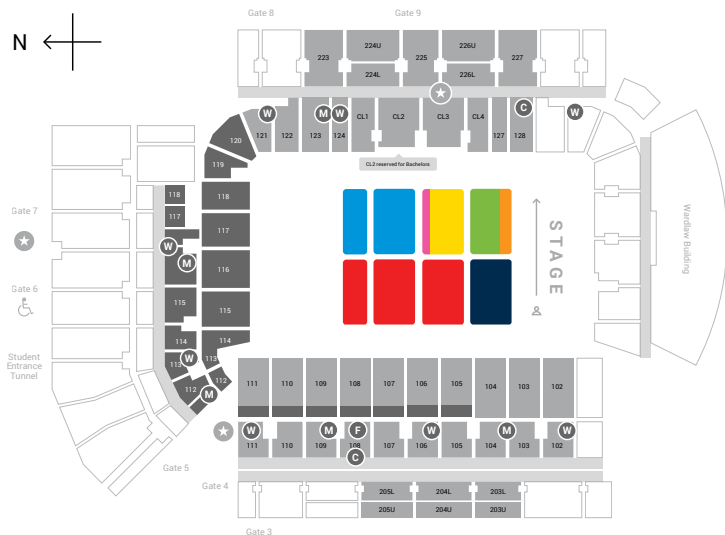 Gate 8
Gate 9
N
223
224U
225
226U
227
224L
226L
W
M
W
C
W
121
122
123
124
CL1
CL2
CL3
CL4
127
128
120
119
CL2 reserved for Bachelors
118
118
117
117
Gate 7
W
M
116
Gate 6
115
115
114
114
Student
Entrance
Tunnel
W
113
113
112
112
M
STAGE
Wardlaw Building
111
110
109
108
107
106
105
104
103
102
W
M
F
W
M
W
111
110
109
108
107
106
105
104
103
102
C
Gate 5
Gate 4
205L
204L
203L
205U
204U
203U
Gate 3